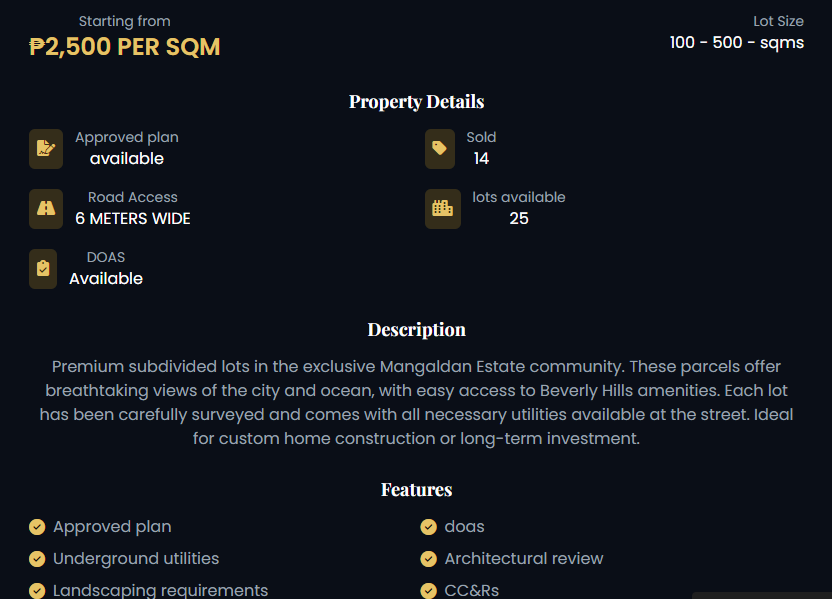 Starting from
₱2,500 PER SQM
Lot Size
100 - 500 - sqms
Property Details
Approved plan
available
Sold
14
Road Access
6 METERS WIDE
lots available
25
DOAS
Available
Description
Premium subdivided lots in the exclusive Mangaldan Estate community. These parcels offer
breathtaking views of the city and ocean, with easy access to Beverly Hills amenities. Each lot
has been carefully surveyed and comes with all necessary utilities available at the street. Ideal
for custom home construction or long-term investment.
Features
Approved plan
doas
Underground utilities
Architectural review
Landscaping requirements
CC&Rs